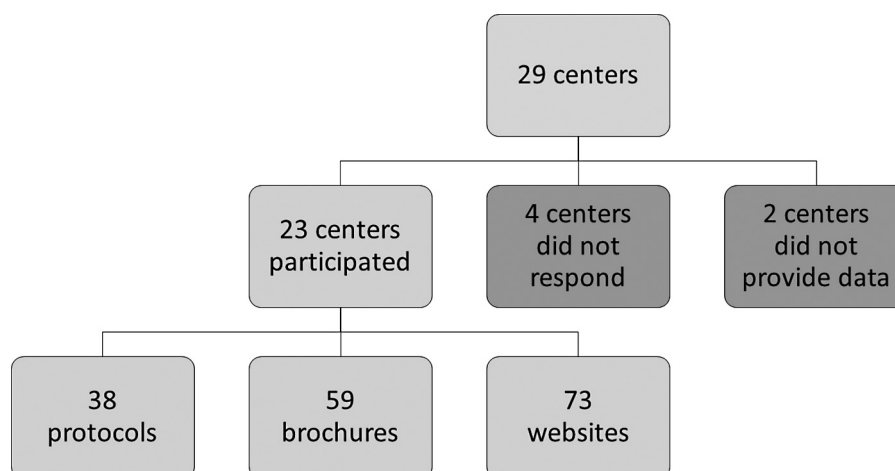 29 centers
23 centers
participated
4 centers
did not
respond
2 centers
did not
provide data
38
protocols
59
brochures
73
websites